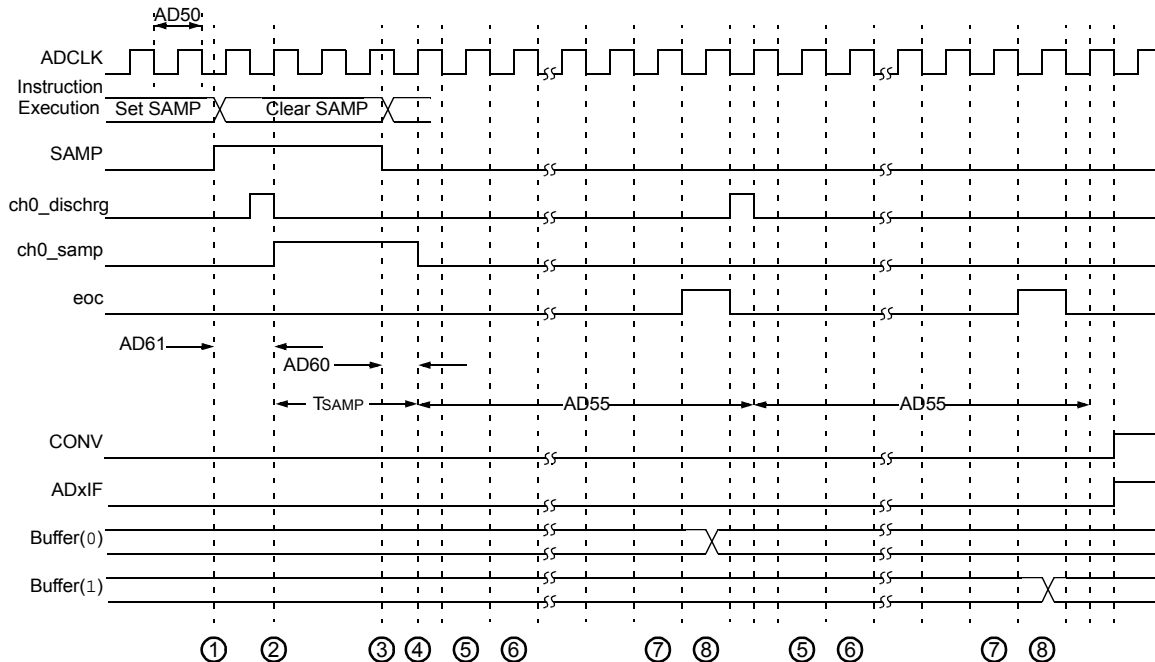 AD50
ADCLK
Instruction
Execution Set SAMP Clear SAMP
SAMP
ch0_dischrg
ch0_samp
eoc
AD61
AD60
TSAMP AD55 AD55
CONV
ADxIF
Buffer(0)
Buffer(1)
① ② ③ ④ ⑤ ⑥ ⑦ ⑧ ⑤ ⑥ ⑦ ⑧